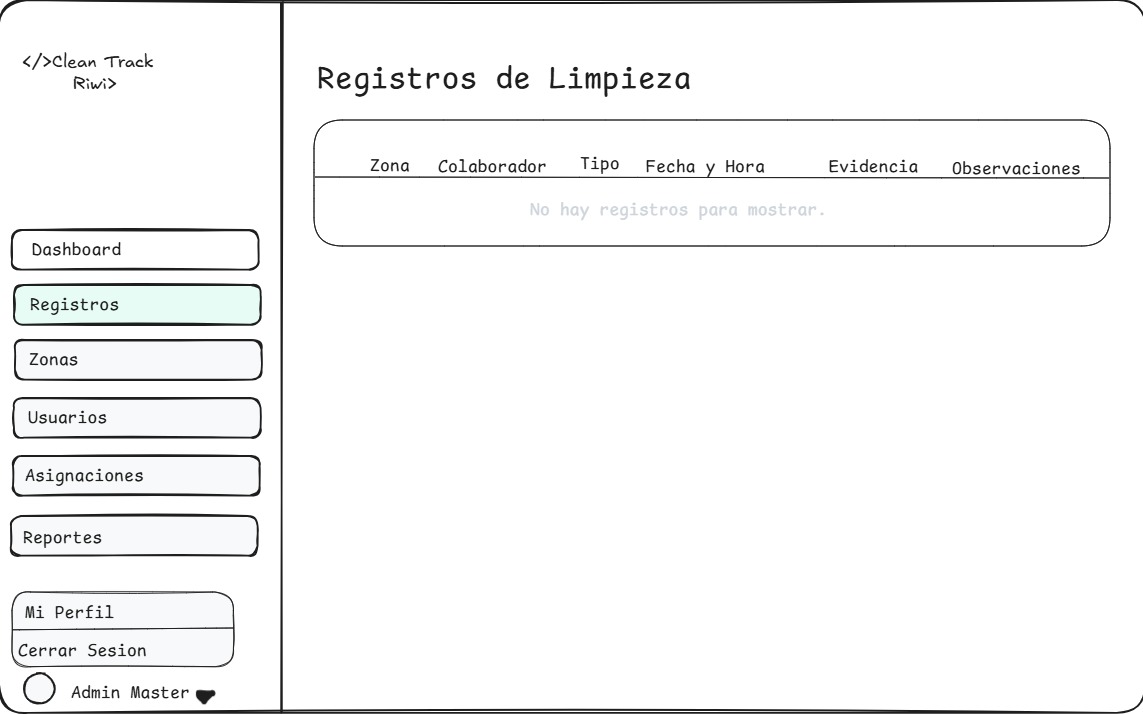 </>Clean Track
Riwi>
Dashboard
Registros
Zonas
Usuarios
Asignaciones
Reportes
Mi Perfil
Cerrar Sesion
Admin Master
Registros de Limpieza
Zona Colaborador Tipo Fecha y Hora Evidencia Observaciones
No hay registros para mostrar.